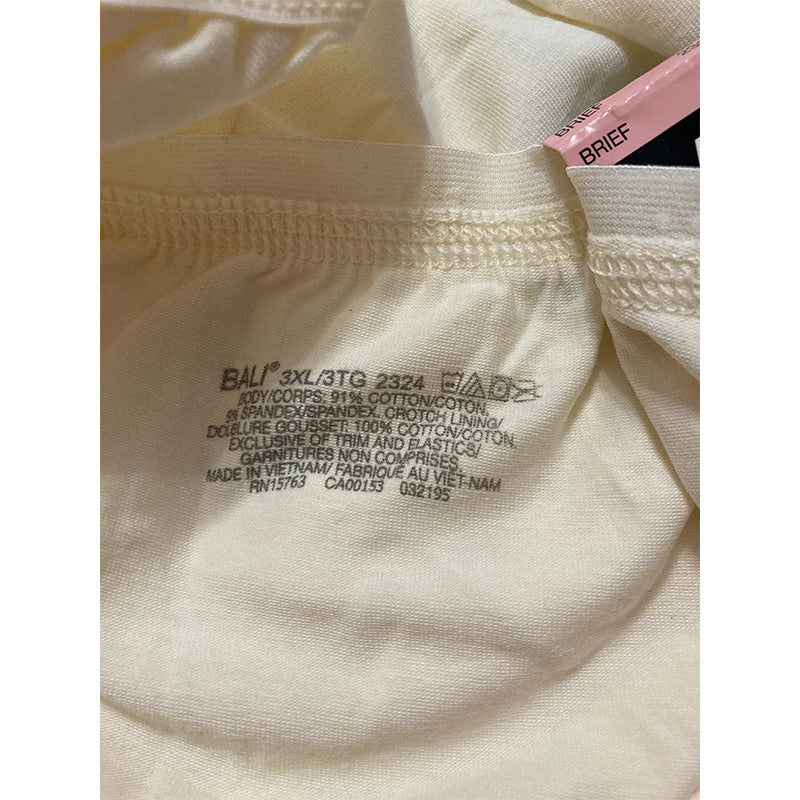 BRIEF
BRIEF
BALI® 3XL/3TG 2324
BODY/CORPS: 91% COTTON/COTON,
9% SPANDEX/SPANDEX. CROTCH LINING/
DOUBLURE GOUSSET: 100% COTTON/COTON.
EXCLUSIVE OF TRIM AND ELASTICS/
GARNITURES NON COMPRISES.
MADE IN VIETNAM/ FABRIQUÉ AU VIÊT-NAM
RN15763 CA00153 032195